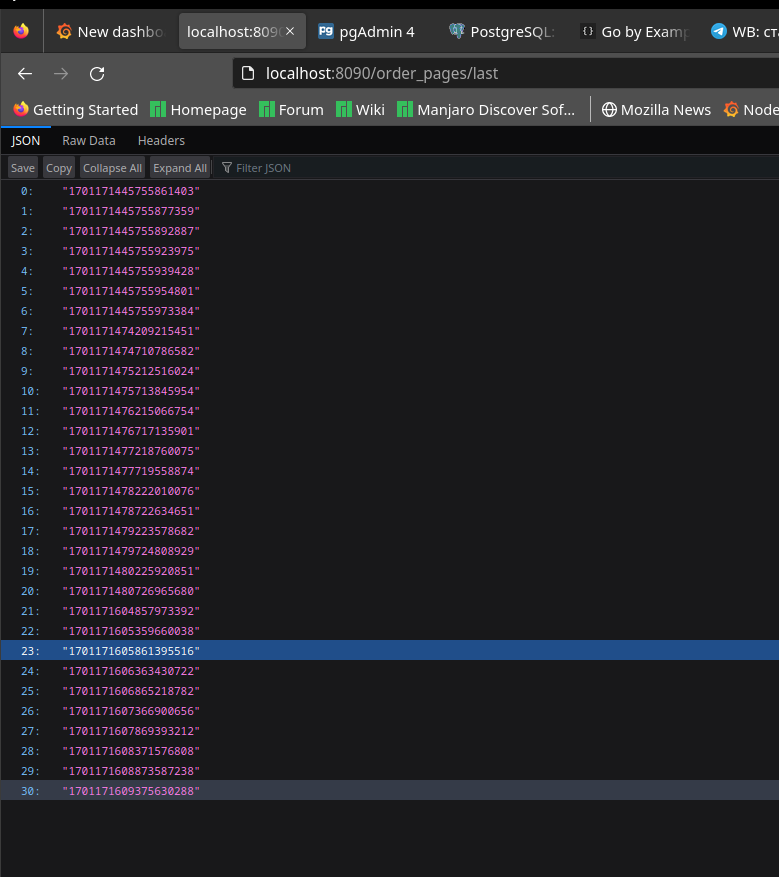 New dashbo
localhost:8090
pgAdmin 4
PostgreSQL:
Go by Examp
WB: ст
localhost:8090/order_pages/last
Getting Started
Homepage
Forum
Wiki
Manjaro Discover Sof...
Mozilla News
Node
JSON
Raw Data
Headers
Save
Copy
Collapse All
Expand All
Filter JSON
0: "1701171445755861403"
1: "1701171445755877359"
2: "1701171445755892887"
3: "1701171445755923975"
4: "1701171445755939428"
5: "1701171445755954801"
6: "1701171445755973384"
7: "1701171474209215451"
8: "1701171474710786582"
9: "1701171475212516024"
10: "1701171475713845954"
11: "1701171476215066754"
12: "1701171476717135901"
13: "1701171477218760075"
14: "1701171477719558874"
15: "1701171478222010076"
16: "1701171478722634651"
17: "1701171479223578682"
18: "1701171479724808929"
19: "1701171480225920851"
20: "1701171480726965680"
21: "1701171604857973392"
22: "1701171605359660038"
23: "1701171605861395516"
24: "1701171606363430722"
25: "1701171606865218782"
26: "1701171607366900656"
27: "1701171607869393212"
28: "1701171608371576808"
29: "1701171608873587238"
30: "1701171609375630288"